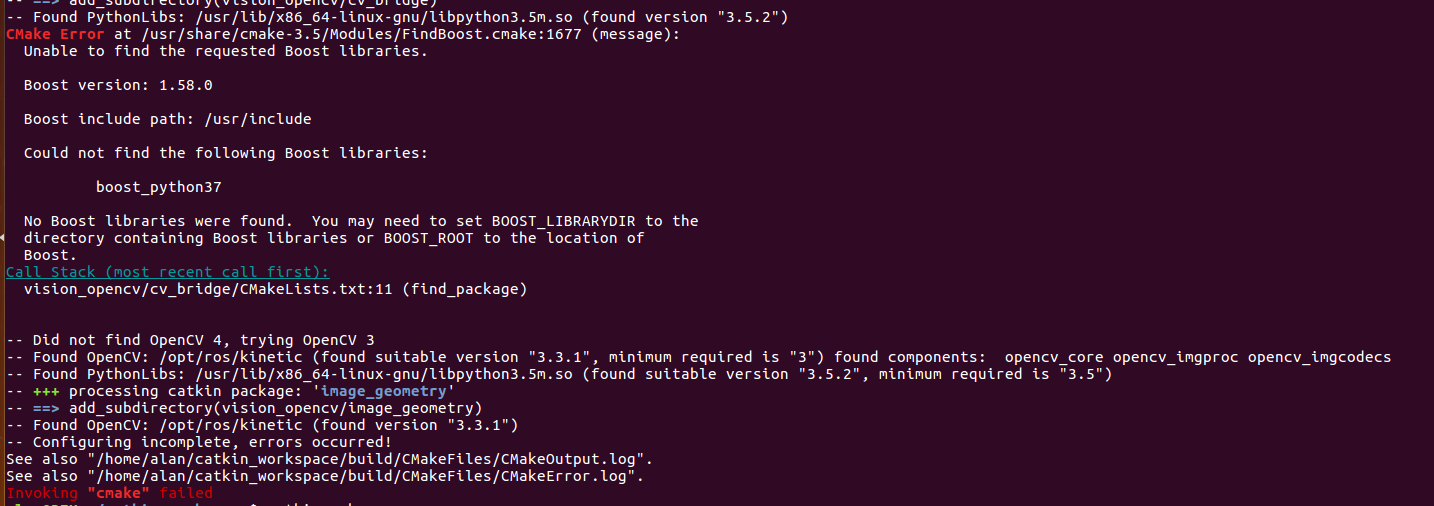 -- ==> add_subdirectory(vision_opencv/cv_bridge)
-- Found PythonLibs: /usr/lib/x86_64-linux-gnu/libpython3.5m.so (found version "3.5.2")
CMake Error at /usr/share/cmake-3.5/Modules/FindBoost.cmake:1677 (message):
  Unable to find the requested Boost libraries.
  Boost version: 1.58.0
  Boost include path: /usr/include
  Could not find the following Boost libraries:
          boost_python37
  No Boost libraries were found.  You may need to set BOOST_LIBRARYDIR to the
  directory containing Boost libraries or BOOST_ROOT to the location of
  Boost.
Call Stack (most recent call first):
  vision_opencv/cv_bridge/CMakeLists.txt:11 (find_package)
-- Did not find OpenCV 4, trying OpenCV 3
-- Found OpenCV: /opt/ros/kinetic (found suitable version "3.3.1", minimum required is "3") found components:  opencv_core opencv_imgproc opencv_imgcodecs
-- Found PythonLibs: /usr/lib/x86_64-linux-gnu/libpython3.5m.so (found suitable version "3.5.2", minimum required is "3.5")
-- +++ processing catkin package: 'image_geometry'
-- ==> add_subdirectory(vision_opencv/image_geometry)
-- Found OpenCV: /opt/ros/kinetic (found version "3.3.1")
-- Configuring incomplete, errors occurred!
See also "/home/alan/catkin_workspace/build/CMakeFiles/CMakeOutput.log".
See also "/home/alan/catkin_workspace/build/CMakeFiles/CMakeError.log".
Invoking "cmake" failed